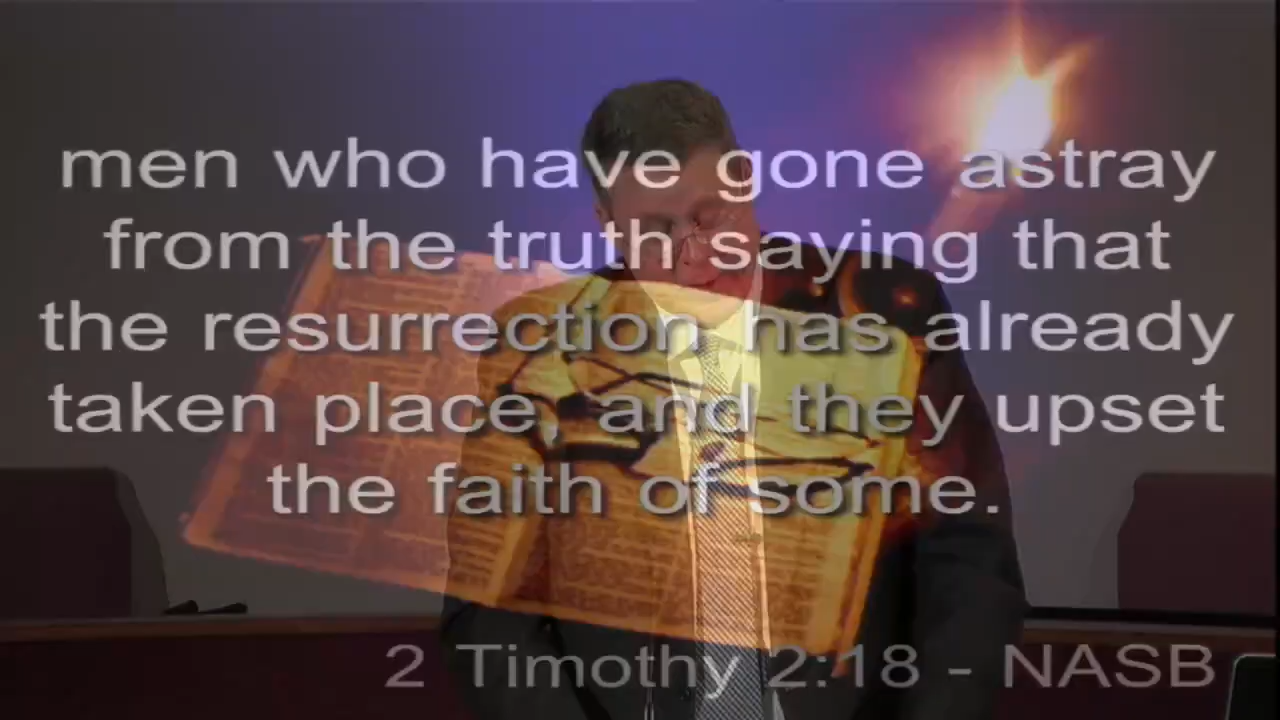 men who have gone astray
from the truth saying that
the resurrection has already
taken place, and they upset
the faith of some.
2 Timothy 2:18 - NASB